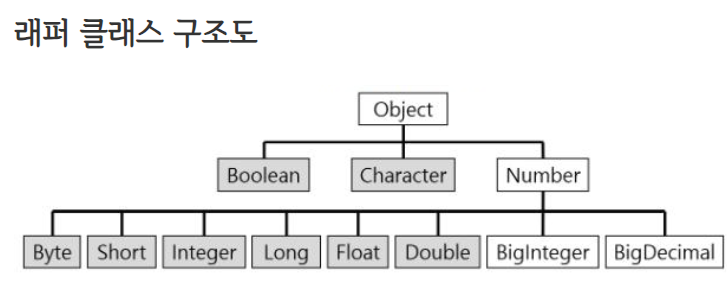 래퍼 클래스 구조도
Object
Boolean Character Number
Byte Short Integer Long Float Double BigInteger BigDecimal